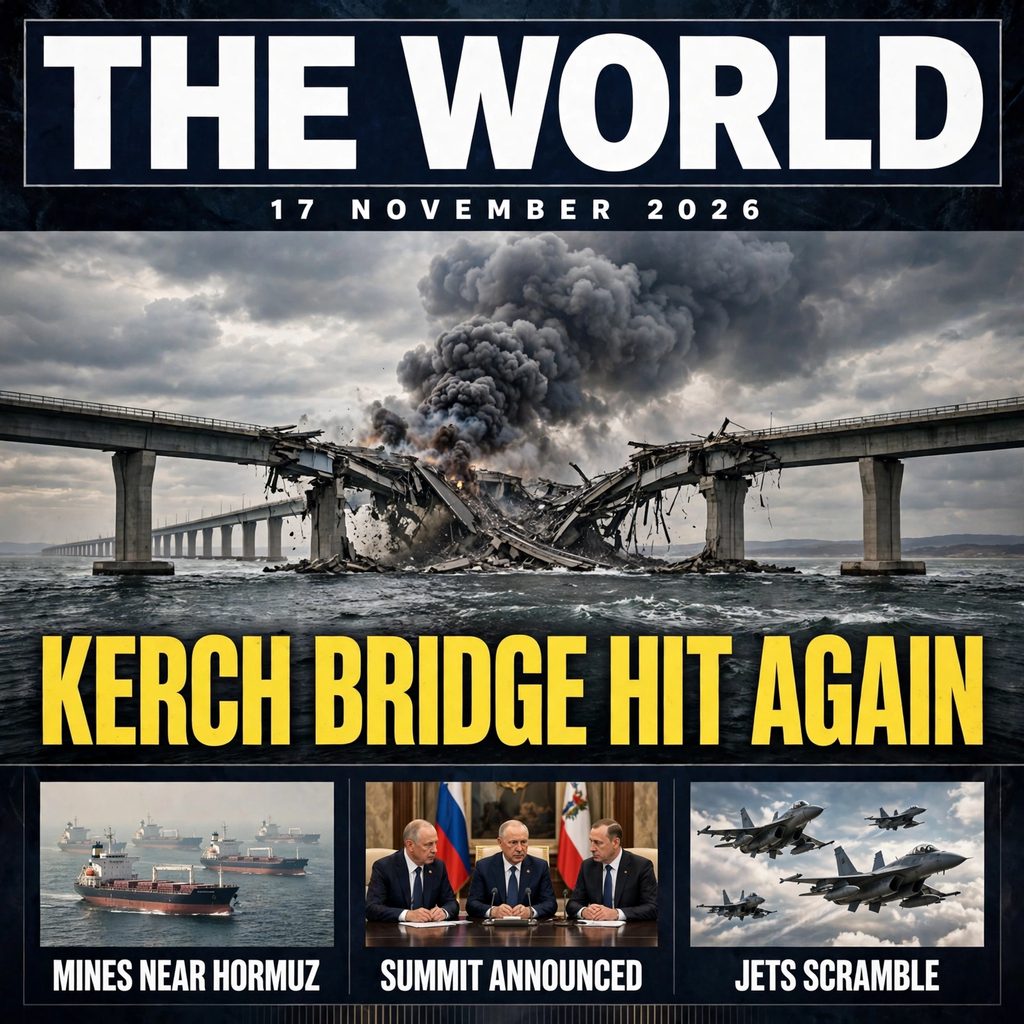 THE WORLD
17 NOVEMBER 2026
KERCH BRIDGE HIT AGAIN
MINES NEAR HORMUZ
SUMMIT ANNOUNCED
JETS SCRAMBLE